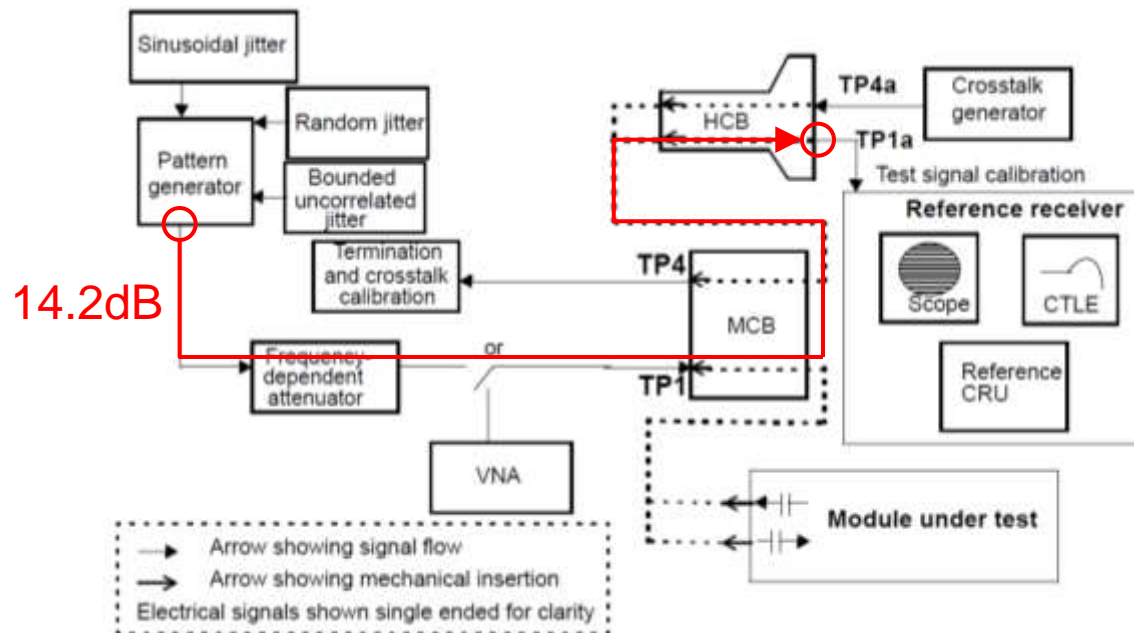 Sinusoidal jitter
Random jitter
Pattern
generator
Bounded
uncorrelated
jitter
Termination
and crosstalk
calibration
14.2dB
Frequency-
dependent
attenuator
or
VNA
TP4
MCB
TP1
HCB
TP4a
Crosstalk
generator
TP1a
Test signal calibration
Reference receiver
Scope
CTLE
Reference
CRU
Module under test
Arrow showing signal flow
Arrow showing mechanical insertion
Electrical signals shown single ended for clarity